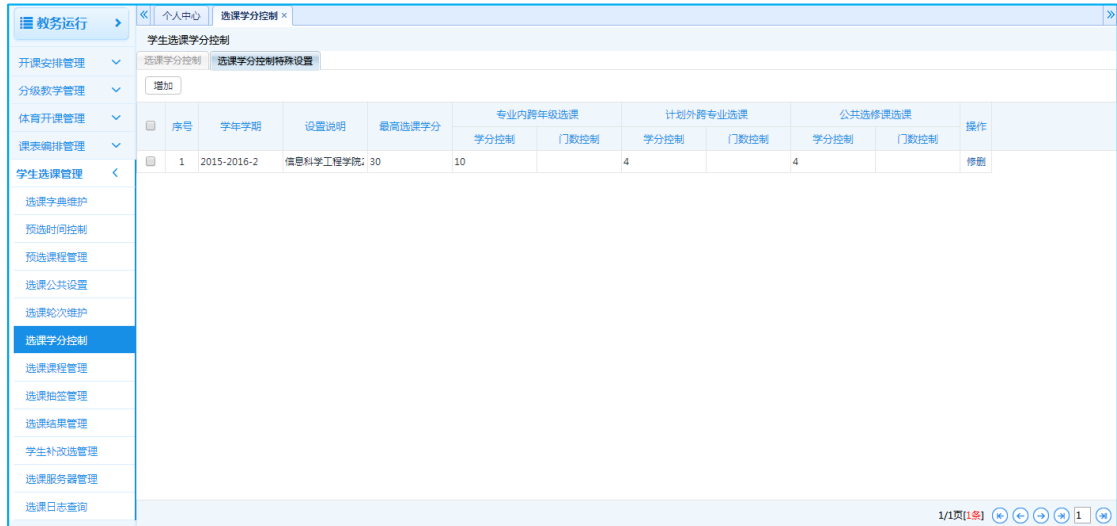 教务运行
个人中心 选课学分控制 ×
学生选课学分控制
选课学分控制 选课学分控制特殊设置
增加
开课安排管理
分级教学管理
体育开课管理
课表编排管理
学生选课管理
选课字典维护
预选时间控制
预选课程管理
选课公共设置
选课轮次维护
选课学分控制
选课课程管理
选课抽签管理
选课结果管理
学生补改选管理
选课服务器管理
选课日志查询
序号 学年学期 设置说明 最高选课学分 专业内跨年级选课 计划外跨专业选课 公共选修课选课 操作
学分控制 门数控制 学分控制 门数控制 学分控制 门数控制
1 2015-2016-2 信息科学工程学院 30 10 4 4 修删
1/1页[1条] 1